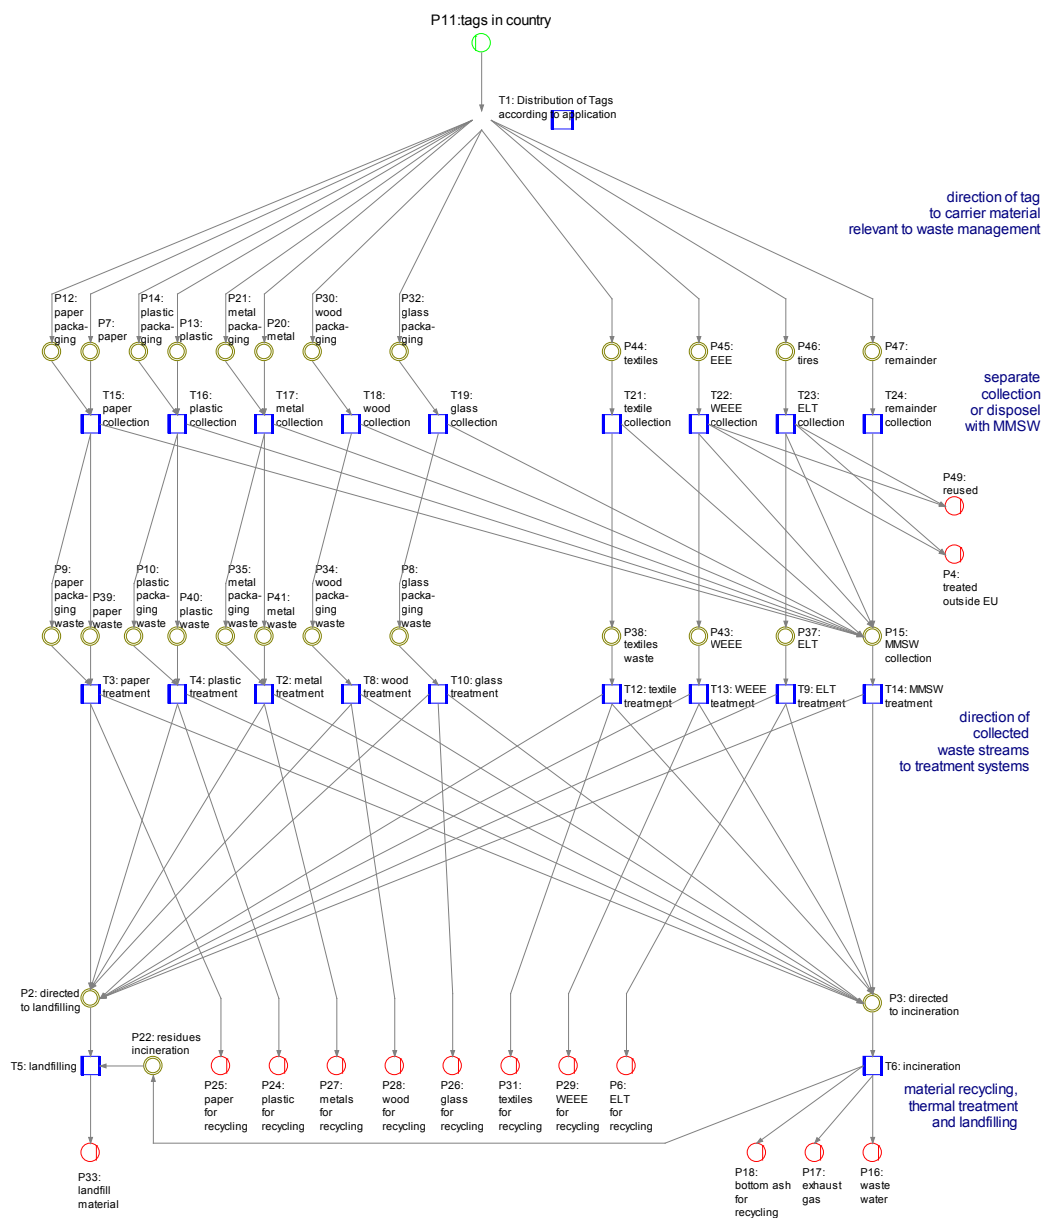 P11:tags in country
T1: Distribution of Tags
according to application
direction of tag
to carrier material
relevant to waste management
P12:
paper
packa-
ging
P7:
paper
P14:
plastic
packa-
ging
P13:
plastic
P21:
metal
packa-
ging
P20:
metal
P30:
wood
packa-
ging
P32:
glass
packa-
ging
P44:
textiles
P45:
EEE
P46:
tires
P47:
remainder
separate
collection
or disposel
with MMSW
T15:
paper
collection
T16:
plastic
collection
T17:
metal
collection
T18:
wood
collection
T19:
glass
collection
T21:
textile
collection
T22:
WEEE
collection
T23:
ELT
collection
T24:
remainder
collection
P49:
reused
P4:
treated
outside EU
P9:
paper
packa-
ging
waste
P39:
paper waste
P10:
plastic
packa-
ging
waste
P40:
plastic
waste
P35:
metal
packa-
ging
waste
P41:
metal
waste
P34:
wood
packa-
ging
waste
P8:
glass
packa-
ging
waste
P38:
textiles
waste
P43:
WEEE
P37:
ELT
P15:
MMSW
collection
T3: paper
treatment
T4: plastic
treatment
T2: metal
treatment
T8: wood
treatment
T10: glass
treatment
T12: textile
treatment
T13: WEEE
teatment
T9: ELT
treatment
T14: MMSW
treatment
direction of
collected
waste streams
to treatment systems
P2: directed
to landfilling
P3: directed
to incineration
P22: residues
incineration
T5: landfilling
T6: incineration
P25:
paper
for
recycling
P24:
plastic
for
recycling
P27:
metals
for
recycling
P28:
wood
for
recycling
P26:
glass
for
recycling
P31:
textiles
for
recycling
P29:
WEEE
for
recycling
P6:
ELT
for
recycling
material recycling,
thermal treatment
and landfilling
P33:
landfill
material
P18:
bottom ash
for
recycling
P17:
exhaust
gas
P16:
waste
water